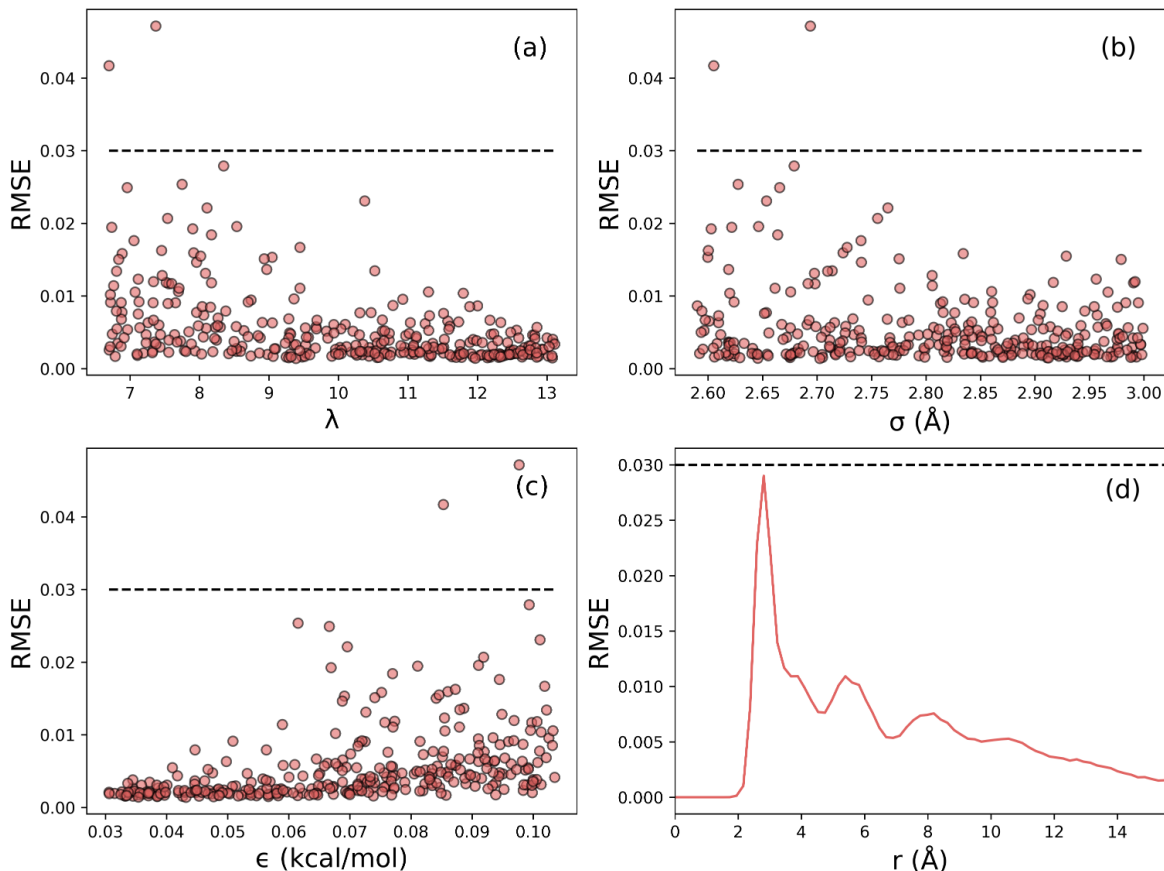 (a)
RMSE
0.04
0.03
0.02
0.01
0.00
7 8 9 10 11 12 13
λ
(b)
RMSE
0.04
0.03
0.02
0.01
0.00
2.60 2.65 2.70 2.75 2.80 2.85 2.90 2.95 3.00
σ (Å)
(c)
RMSE
0.04
0.03
0.02
0.01
0.00
0.03 0.04 0.05 0.06 0.07 0.08 0.09 0.10
ϵ (kcal/mol)
(d)
RMSE
0.030
0.025
0.020
0.015
0.010
0.005
0.000
0 2 4 6 8 10 12 14
r (Å)